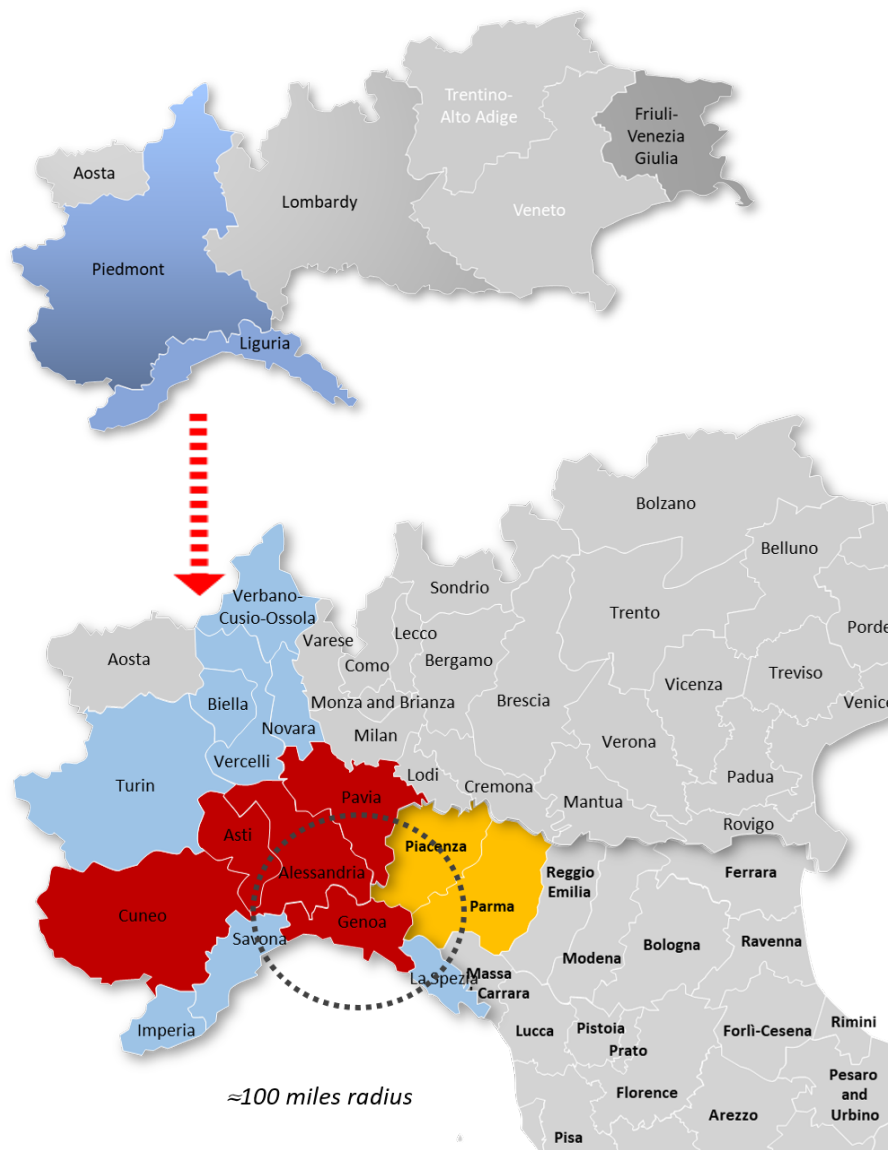 Trentino-
Alto Adige
Friuli-
Venezia
Giulia
Aosta
Lombardy
Veneto
Piedmont
Liguria
Bolzano
Belluno
Sondrio
Verbano-
Cusio-Ossola
Trento
Porde
Lecco
Varese
Aosta
Como
Bergamo
Treviso
Vicenza
Biella
Monza and Brianza
Brescia
Venice
Novara
Milan
Verona
Vercelli
Turin
Lodi
Padua
Cremona
Pavia
Mantua
Rovigo
Asti
Piacenza
Alessandria
Reggio
Emilia
Ferrara
Parma
Cuneo
Genoa
Savona
Bologna
Ravenna
Modena
La Spezia
Massa
Carrara
Imperia
Lucca
Pistoia
Prato
Forlì-Cesena
Rimini
≈100 miles radius
Florence
Pesaro
and
Urbino
Arezzo
Pisa